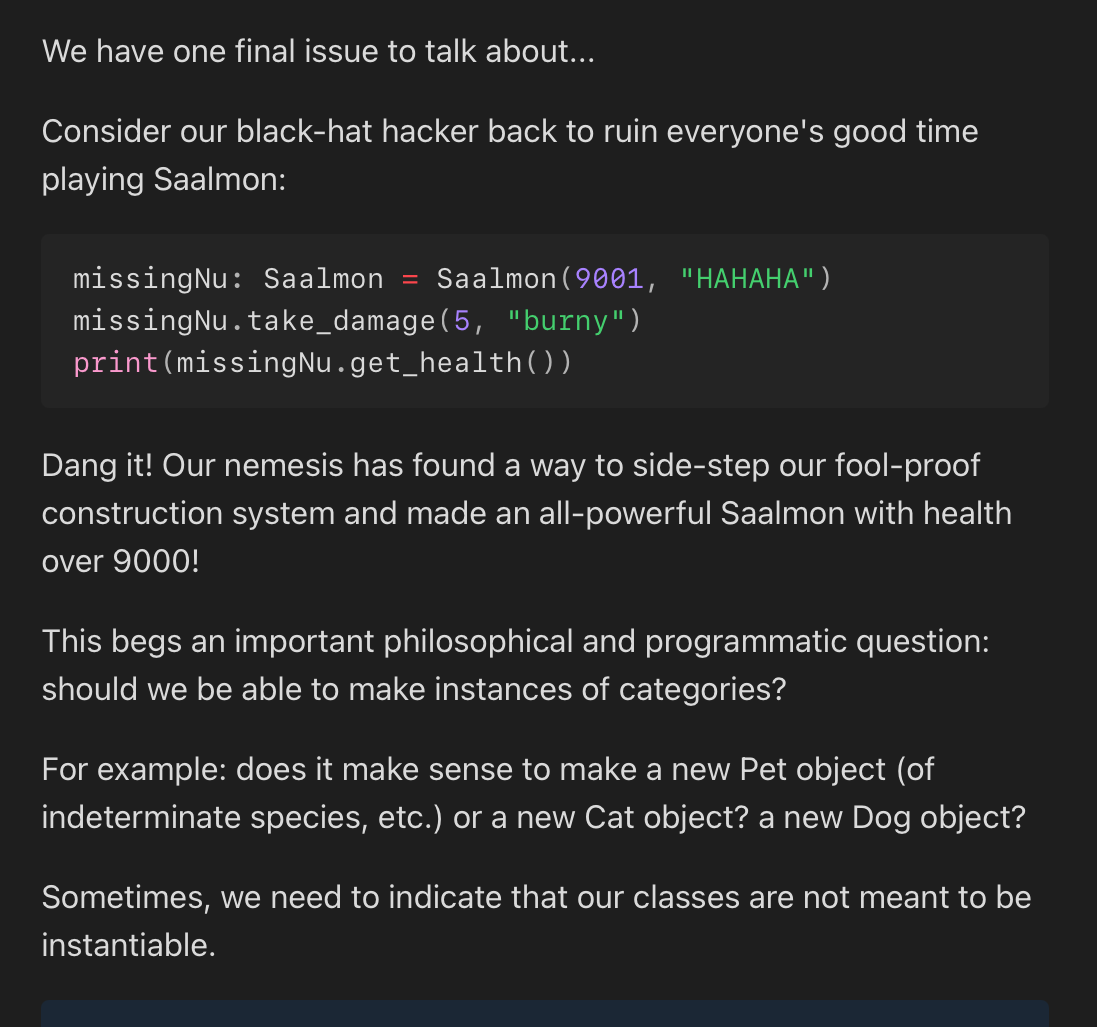 We have one final issue to talk about...
Consider our black-hat hacker back to ruin everyone's good time
playing Saalmon:
missingNu: Saalmon = Saalmon(9001, "HAHAHA")
missingNu.take_damage(5, "burny")
print(missingNu.get_health())
Dang it! Our nemesis has found a way to side-step our fool-proof
construction system and made an all-powerful Saalmon with health
over 9000!
This begs an important philosophical and programmatic question:
should we be able to make instances of categories?
For example: does it make sense to make a new Pet object (of
indeterminate species, etc.) or a new Cat object? a new Dog object?
Sometimes, we need to indicate that our classes are not meant to be
instantiable.